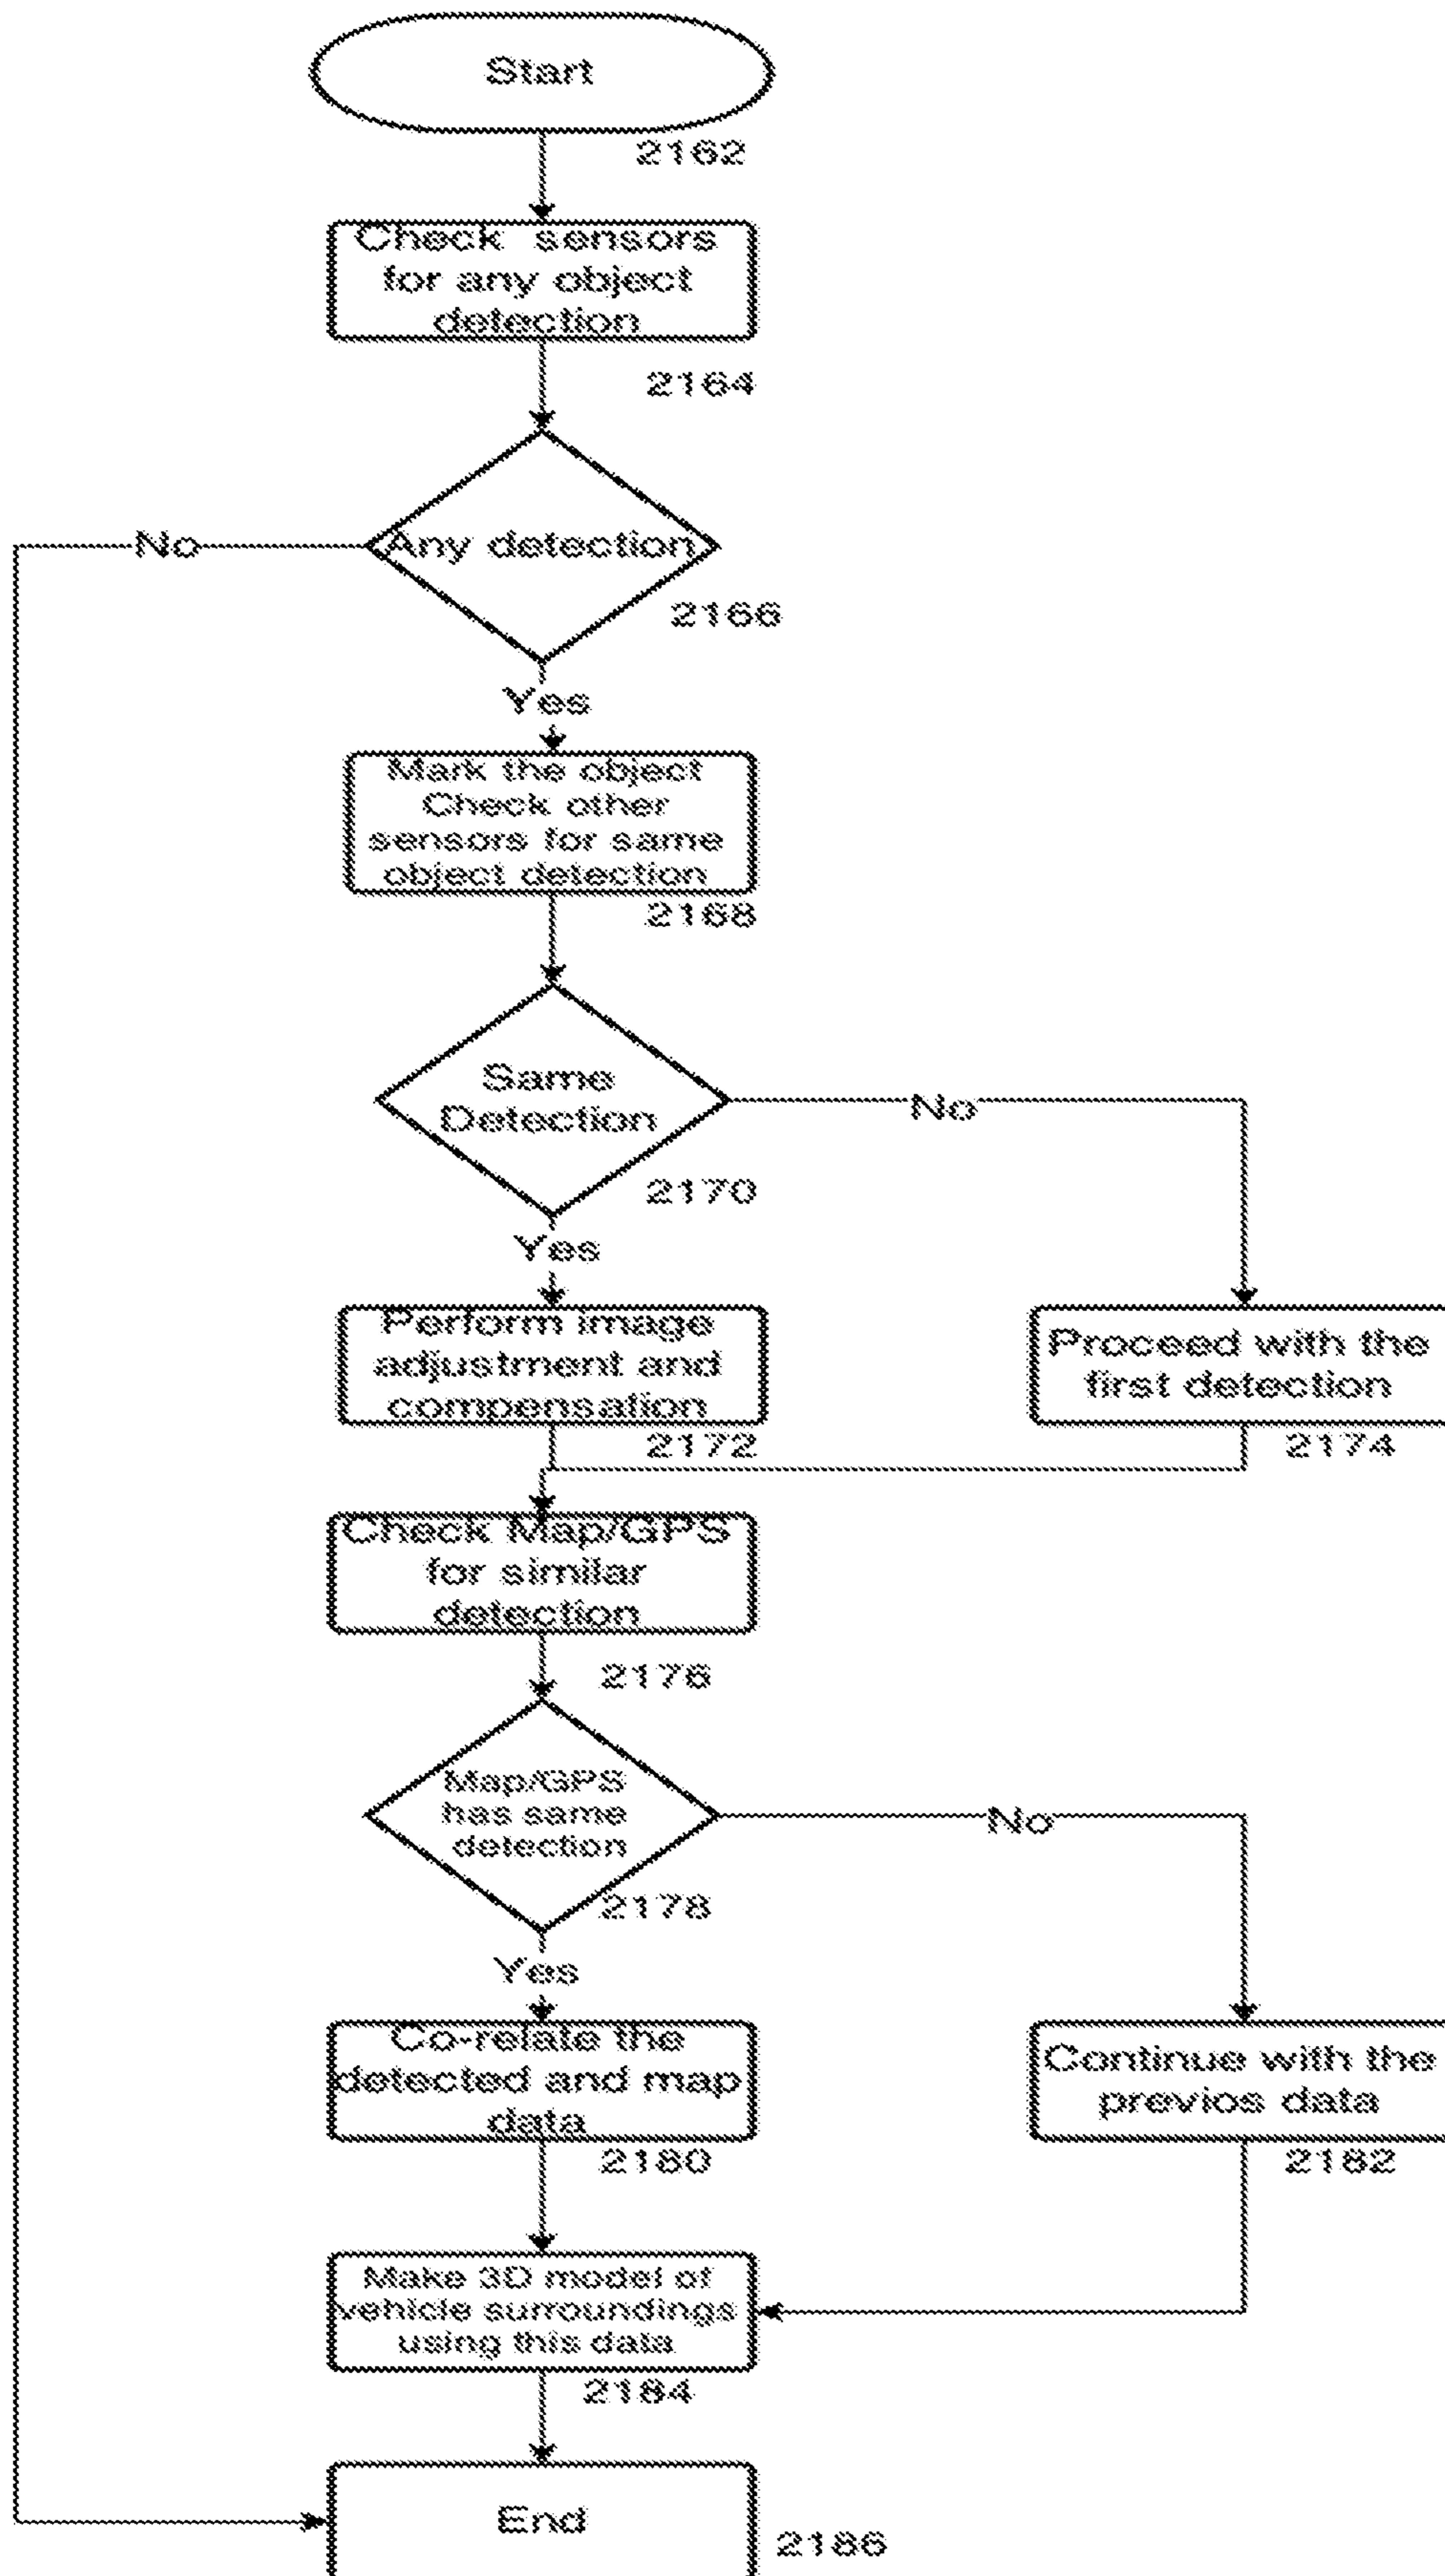 Start
2162
Check sensors
for any object
detection
2164
No
Any detection
2166
Yes
Mark the object
Check other
sensors for same
object detection
2168
Same
Detection
No
2170
Yes
Perform image
adjustment and
compensation
2172
Proceed with the
first detection
2174
Check Map/GPS
for similar
detection
2176
Map/GPS
has same
detection
No
2178
Yes
Co-relate the
detected and map
data
2180
Continue with the
previos data
2182
Make 3D model of
vehicle surroundings
using this data
2184
End
2186